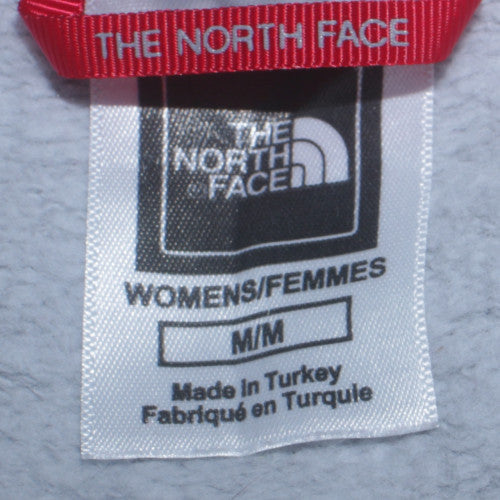 THE NORTH FACE
THE
NORTH
FACE
WOMENS/FEMMES
M/M
Made in Turkey
Fabriqué en Turquie